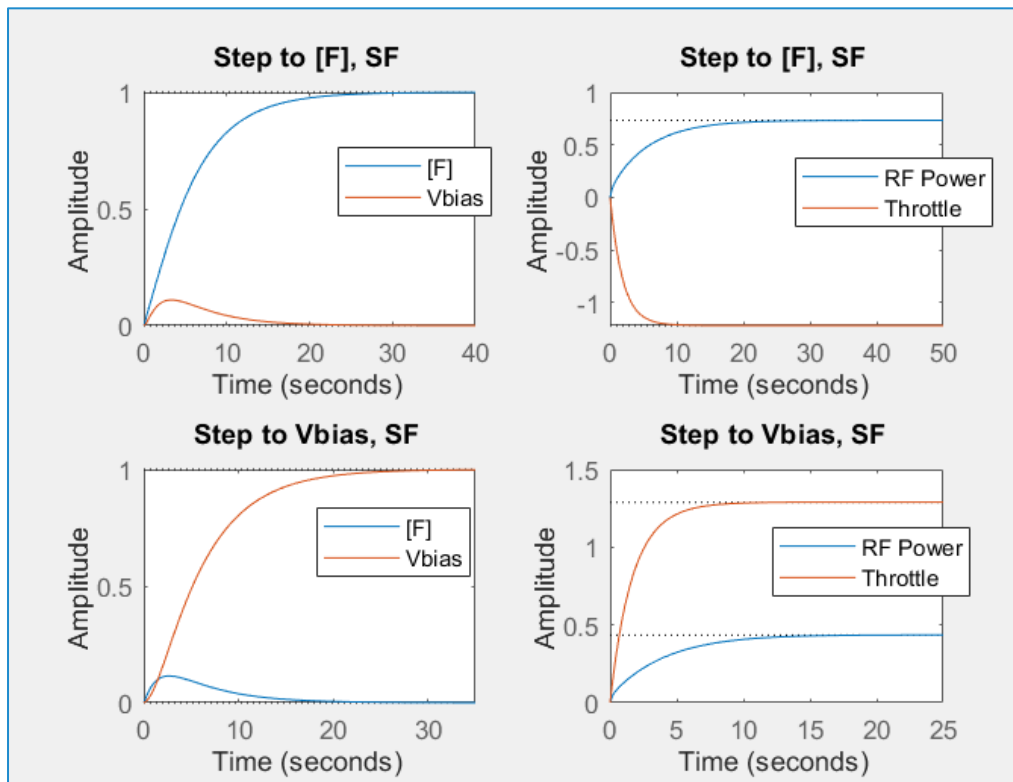 Step to [F], SF
1
0.5
0
Amplitude
[F]
Vbias
0 10 20 30 40
Time (seconds)
Step to [F], SF
1
0.5
0
-0.5
-1
Amplitude
RF Power
Throttle
0 10 20 30 40 50
Time (seconds)
Step to Vbias, SF
1
0.5
0
Amplitude
[F]
Vbias
0 10 20 30
Time (seconds)
Step to Vbias, SF
1.5
1
0.5
0
Amplitude
RF Power
Throttle
0 5 10 15 20 25
Time (seconds)